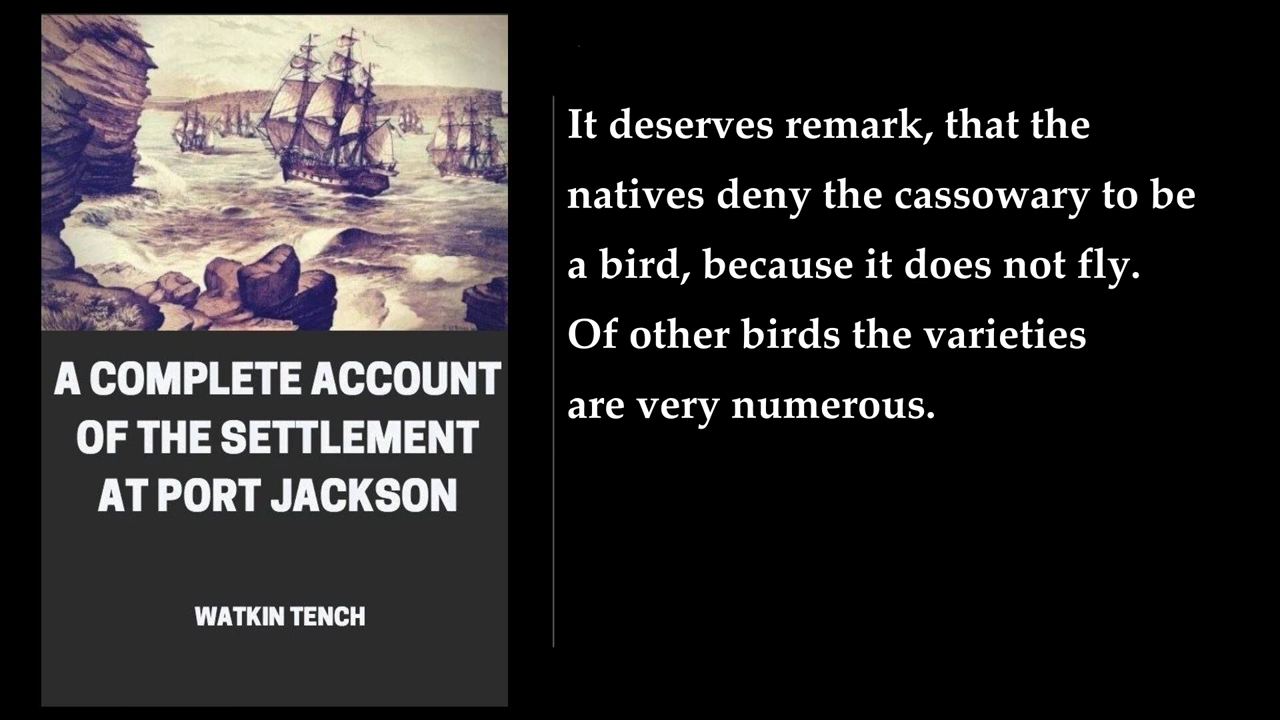 A COMPLETE ACCOUNT
OF THE SETTLEMENT
AT PORT JACKSON
WATKIN TENCH
It deserves remark, that the
natives deny the cassowary to be
a bird, because it does not fly.
Of other birds the varieties
are very numerous.